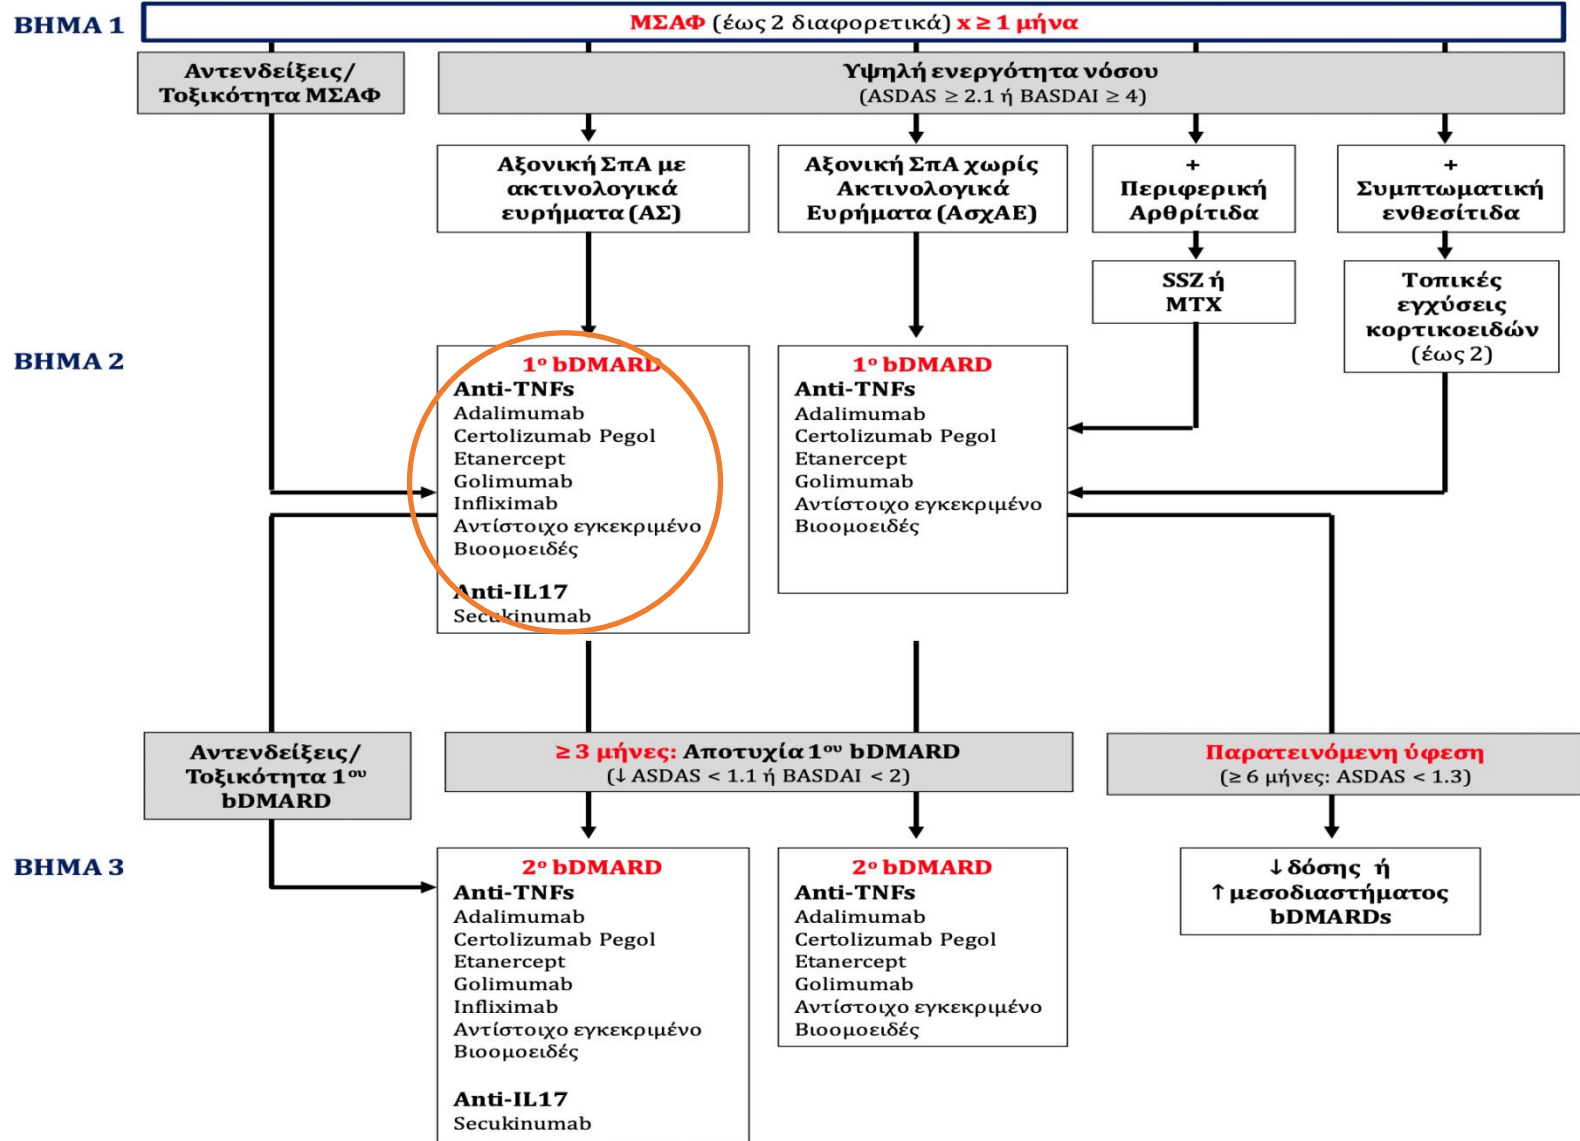 ΒΗΜΑ 1
ΜΣΑΦ (έως 2 διαφορετικά) x ≥ 1 μήνα
Αντενδείξεις/
Τοξικότητα ΜΣΑΦ
Υψηλή ενεργότητα νόσου
(ASDAS ≥ 2.1 ή BASDAI ≥ 4)
Αξονική ΣπΑ με
ακτινολογικά
ευρήματα (ΑΣ)
Αξονική ΣπΑ χωρίς
Ακτινολογικά
Ευρήματα (ΑσχΑΕ)
+
Περιφερική
Αρθρίτιδα
+
Συμπτωματική
ενθεσίτιδα
SSZ ή
MTX
Τοπικές
εγχύσεις
κορτικοειδών
(έως 2)
ΒΗΜΑ 2
1ο bDMARD
Anti-TNFs
Adalimumab
Certolizumab Pegol
Etanercept
Golimumab
Infliximab
Αντίστοιχο εγκεκριμένο
Βιοομοειδές
Anti-IL17
Secukinumab
1ο bDMARD
Anti-TNFs
Adalimumab
Certolizumab Pegol
Etanercept
Golimumab
Αντίστοιχο εγκεκριμένο
Βιοομοειδές
Αντενδείξεις/
Τοξικότητα 1ου
bDMARD
≥ 3 μήνες: Αποτυχία 1ου bDMARD
(↓ ASDAS < 1.1 ή BASDAI < 2)
Παρατεινόμενη ύφεση
(≥ 6 μήνες: ASDAS < 1.3)
ΒΗΜΑ 3
2ο bDMARD
Anti-TNFs
Adalimumab
Certolizumab Pegol
Etanercept
Golimumab
Infliximab
Αντίστοιχο εγκεκριμένο
Βιοομοειδές
Anti-IL17
Secukinumab
2ο bDMARD
Anti-TNFs
Adalimumab
Certolizumab Pegol
Etanercept
Golimumab
Αντίστοιχο εγκεκριμένο
Βιοομοειδές
↓ δόσης ή
↑ μεσοδιαστήματος
bDMARDs